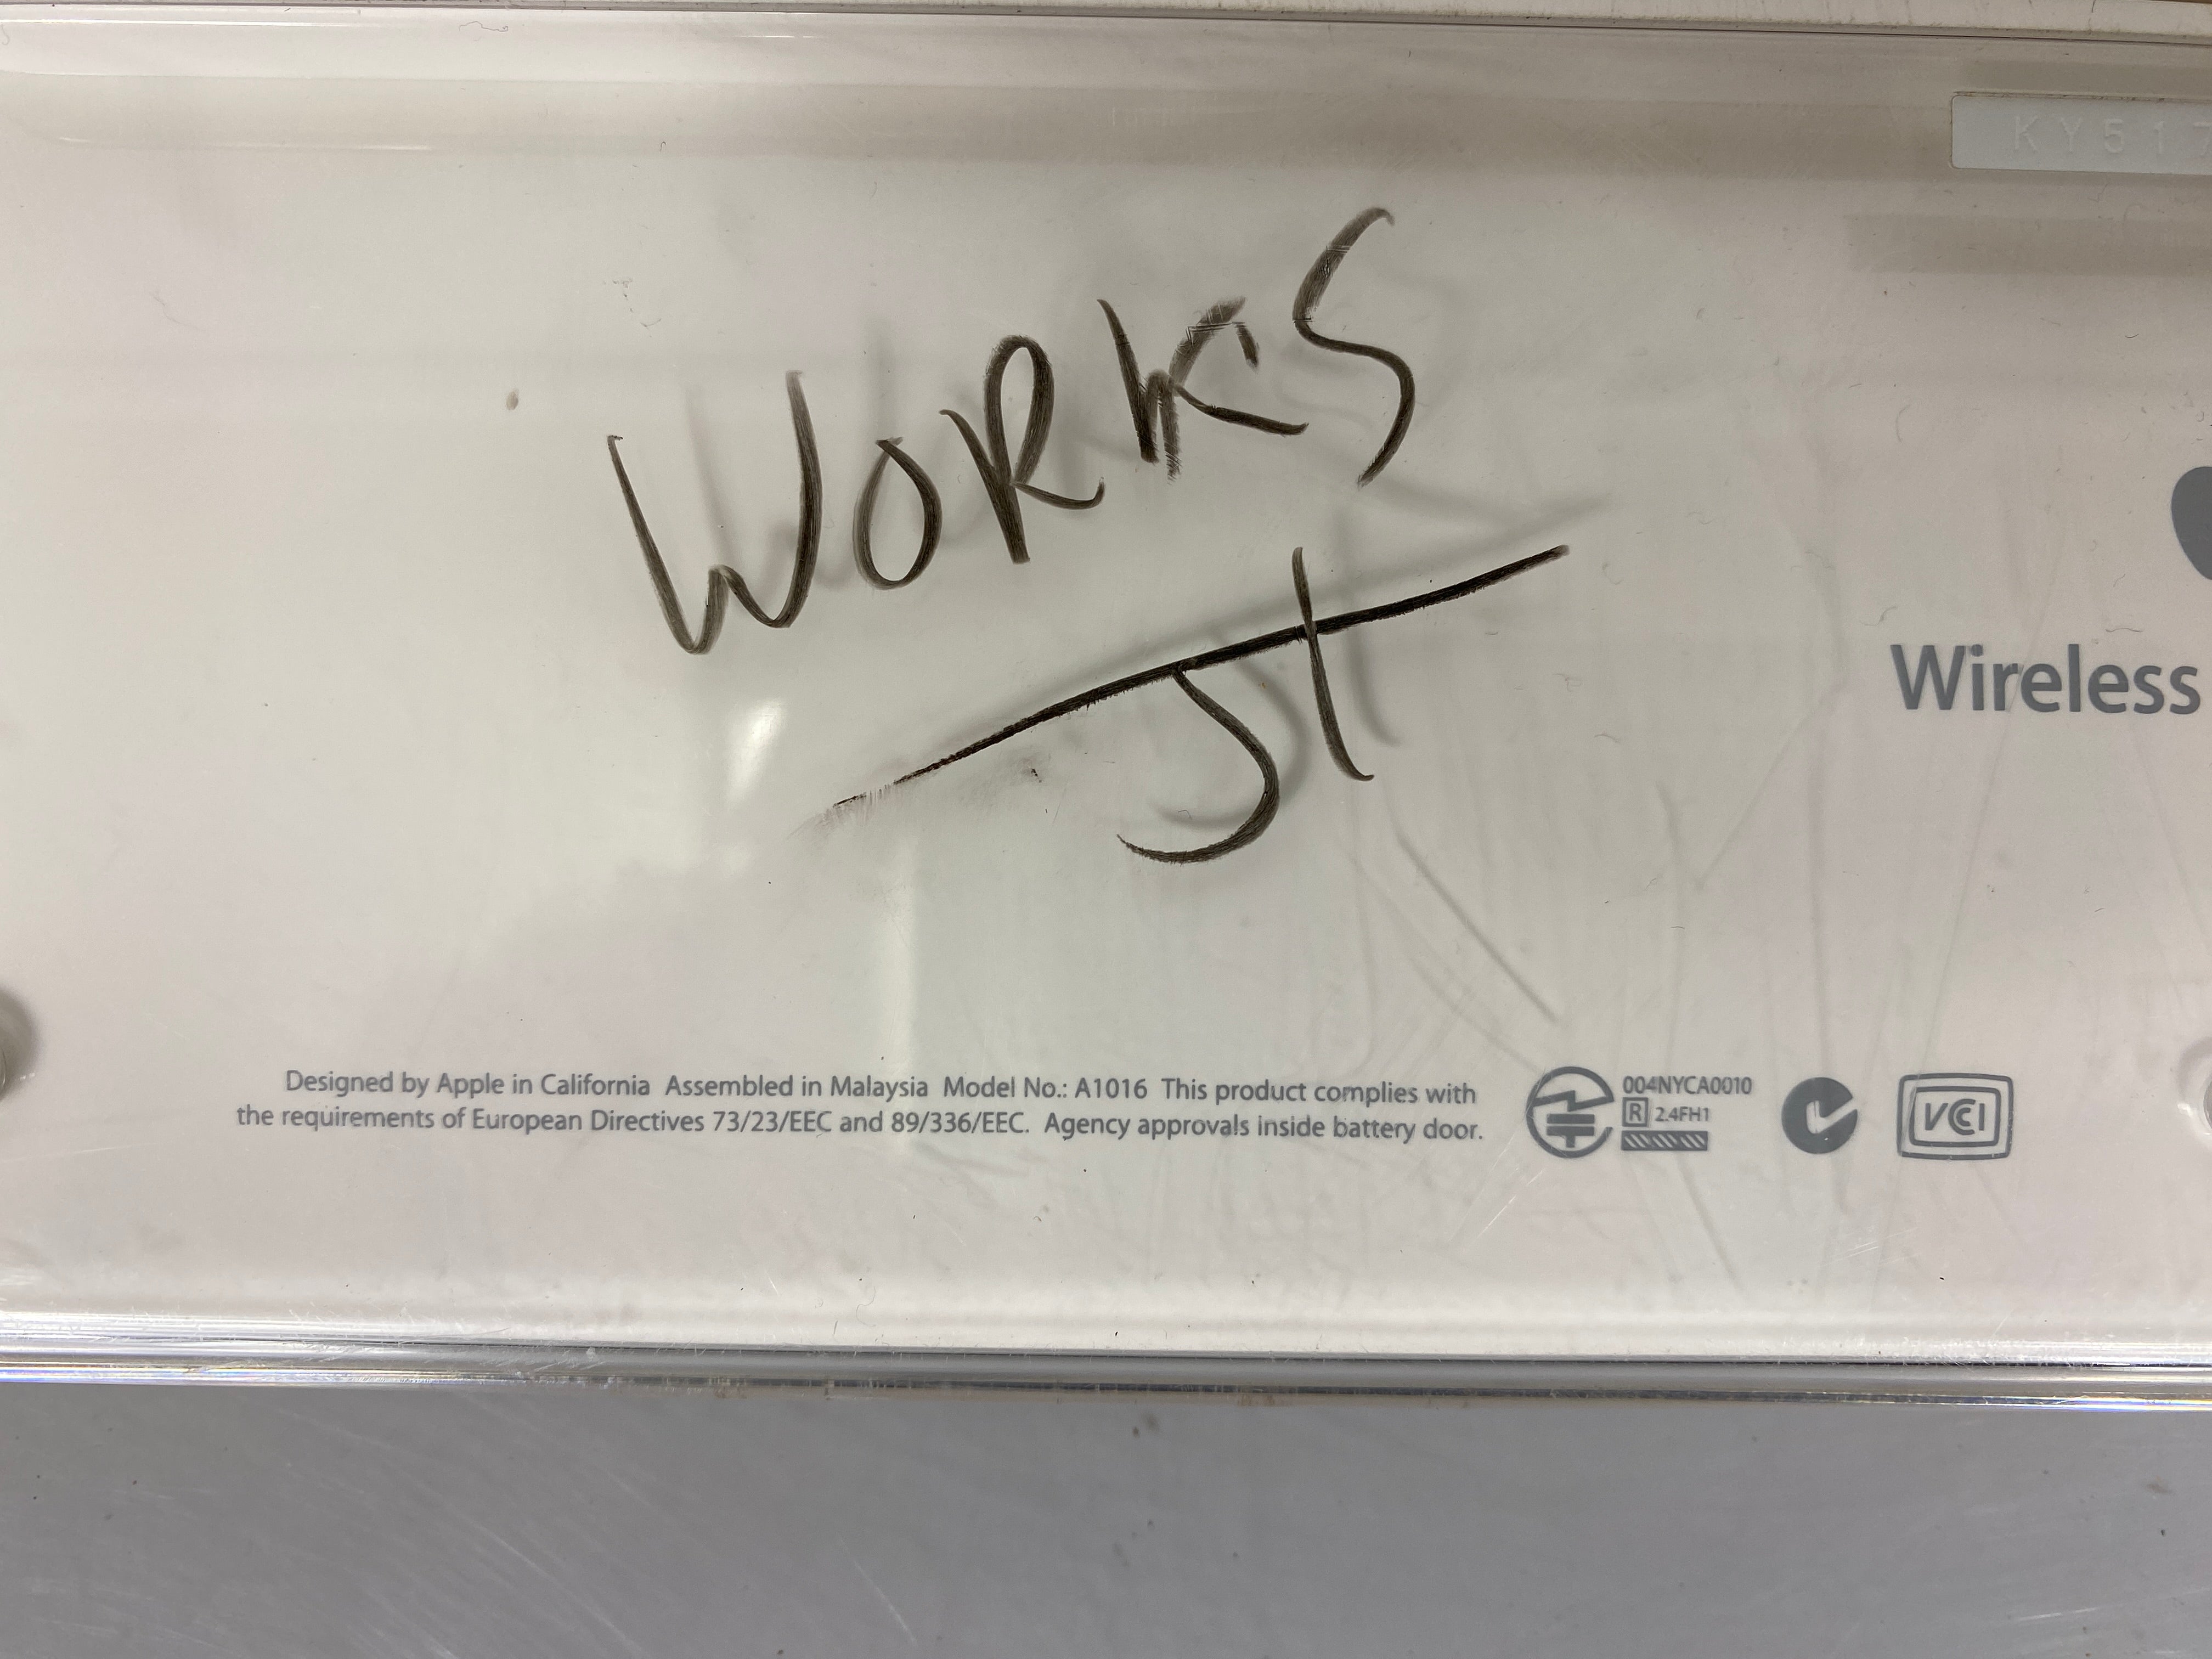 KY517
WORKS
JT
Wireless
Designed by Apple in California Assembled in Malaysia Model No.: A1016 This product complies with
the requirements of European Directives 73/23/EEC and 89/336/EEC. Agency approvals inside battery door.
004NYCA0010
R 2.4FH1
VCCI